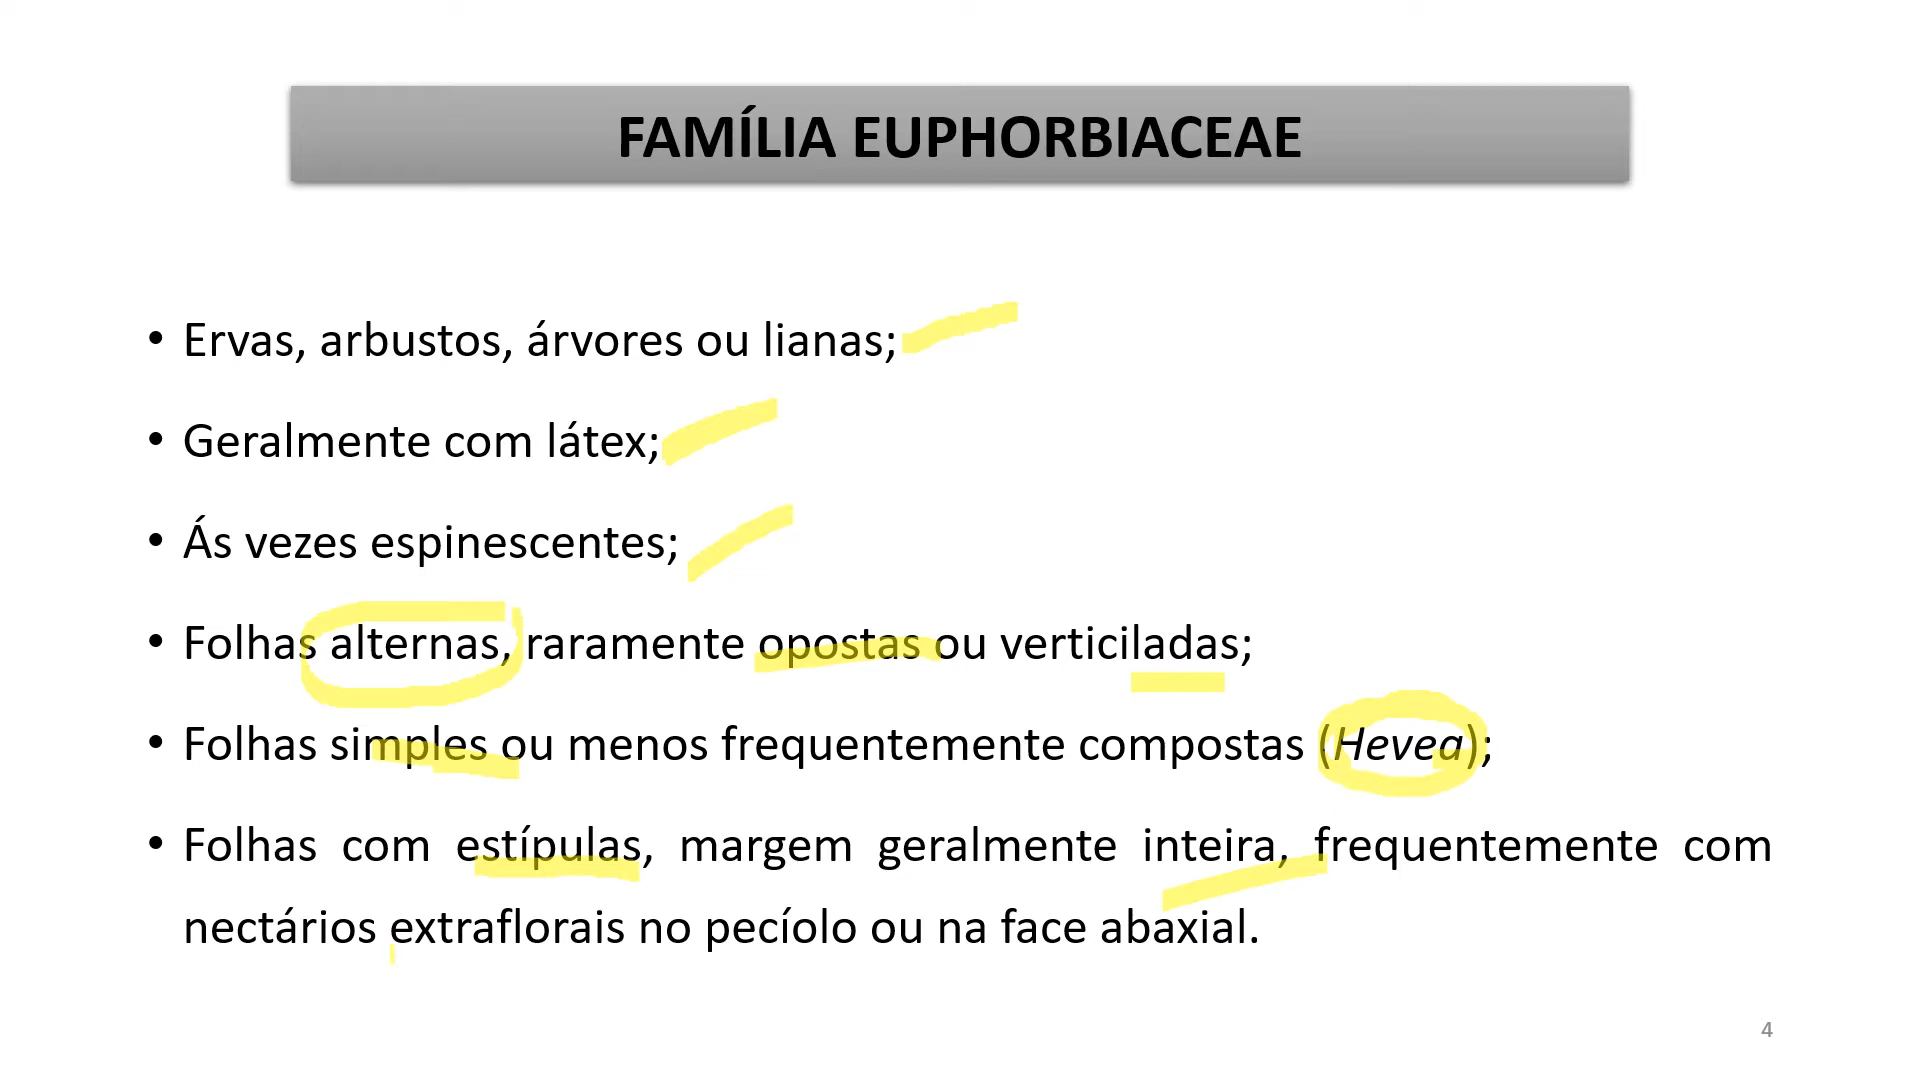 FAMÍLIA EUPHORBIACEAE
• Ervas, arbustos, árvores ou lianas;
• Geralmente com látex;
• Ás vezes espinescentes;
• Folhas alternas, raramente opostas ou verticiladas;
• Folhas simples ou menos frequentemente compostas (Hevea);
• Folhas com estípulas, margem geralmente inteira, frequentemente com
nectários extraflorais no pecíolo ou na face abaxial.
4